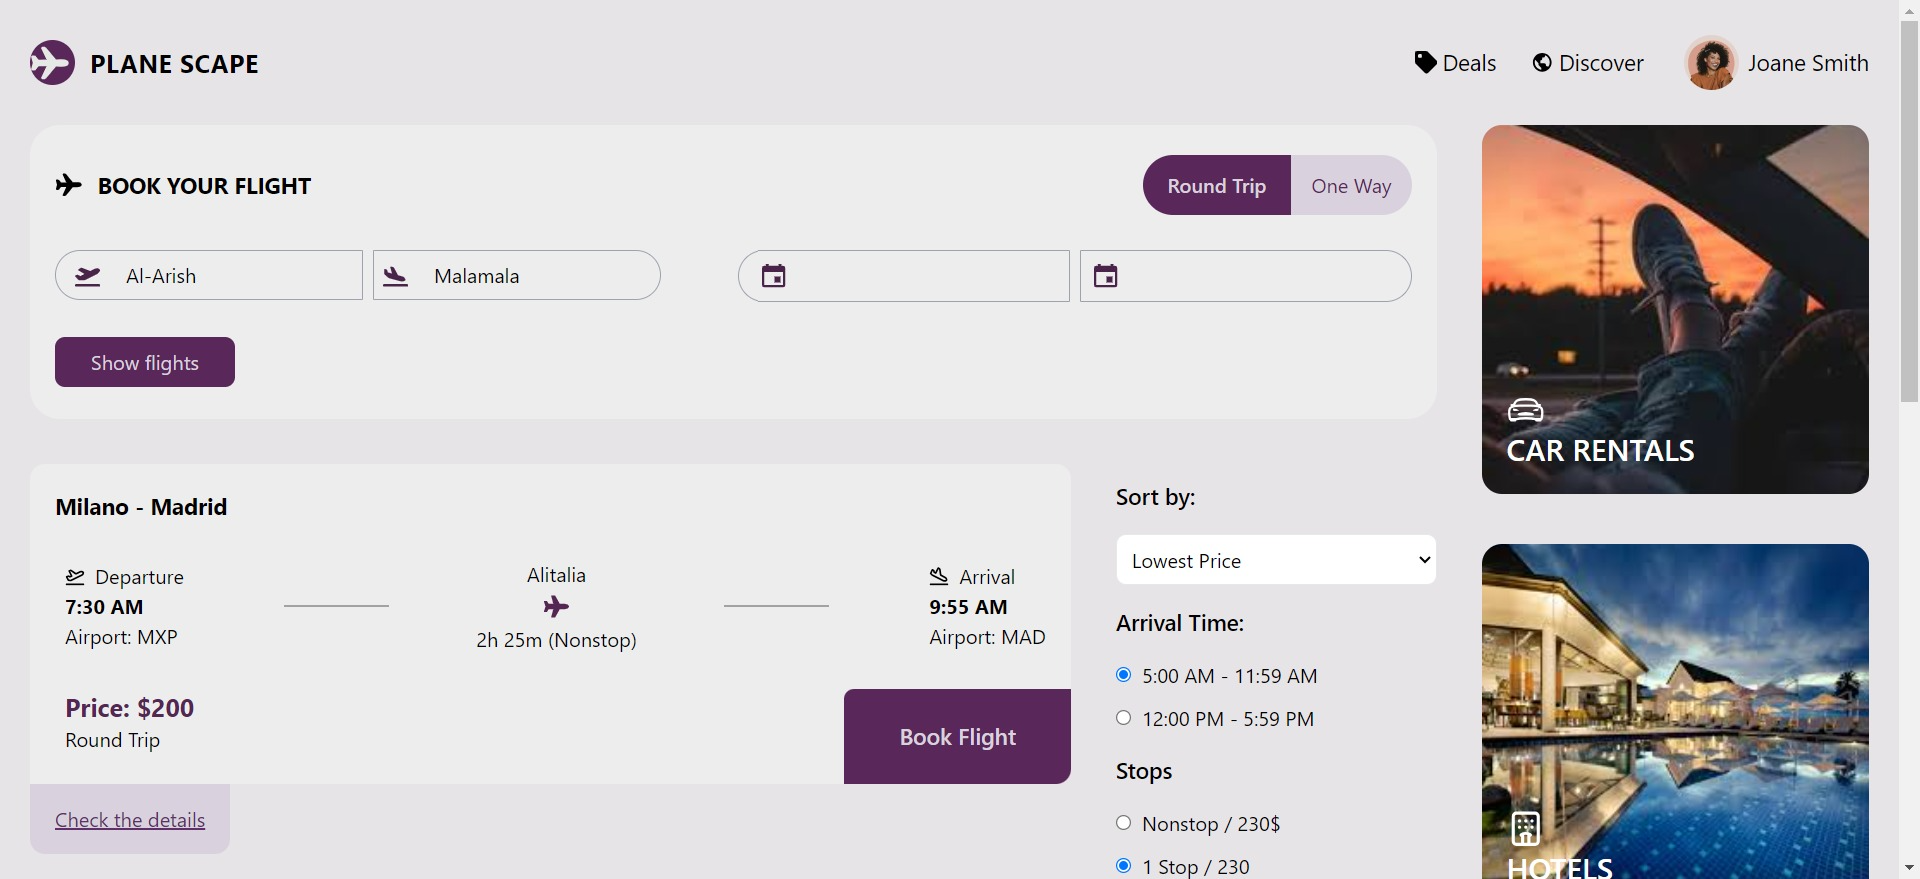 PLANE SCAPE
Deals
Discover
Joane Smith
BOOK YOUR FLIGHT
Round Trip
One Way
Al-Arish
Malamala
Show flights
CAR RENTALS
Milano - Madrid
Departure
7:30 AM
Airport: MXP
Alitalia
2h 25m (Nonstop)
Arrival
9:55 AM
Airport: MAD
Price: $200
Round Trip
Book Flight
Check the details
Sort by:
Lowest Price
Arrival Time:
5:00 AM - 11:59 AM
12:00 PM - 5:59 PM
Stops
Nonstop / 230$
1 Stop / 230
HOTELS